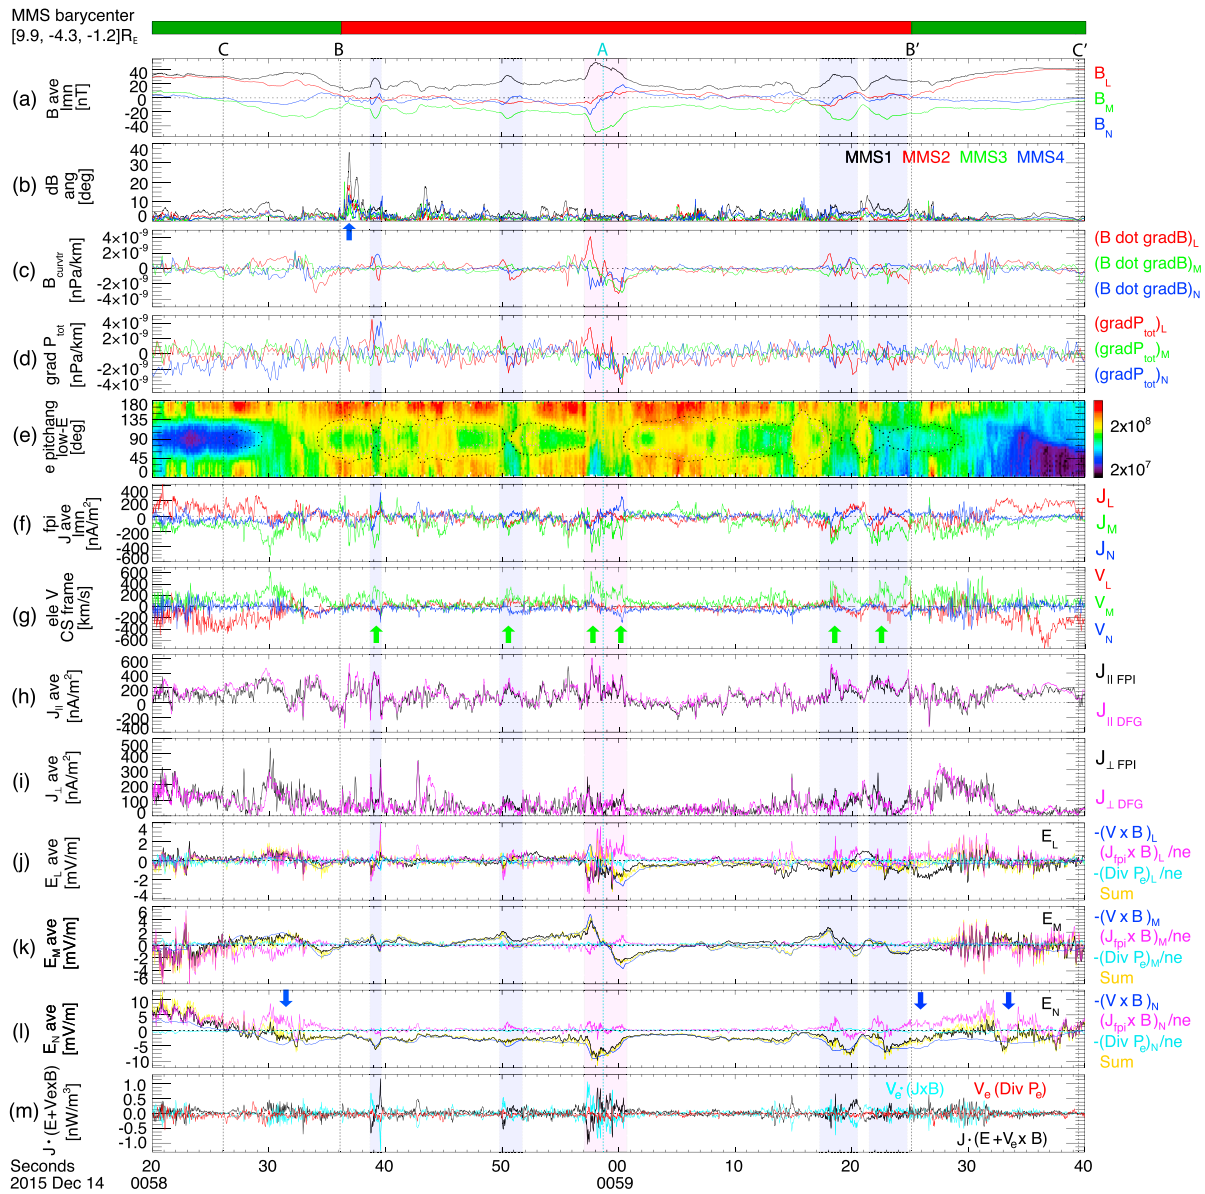 MMS barycenter
[9.9, -4.3, -1.2]R_E
C B A B' C'
(a) B ave lmn [nT]
40
20
0
-20
-40
B_L
B_M
B_N
(b) dB ang [deg]
40
30
20
10
0
MMS1 MMS2 MMS3 MMS4
(c) B_curvtr [nPa/km]
4×10^-9
2×10^-9
0
-2×10^-9
-4×10^-9
(B dot gradB)_L
(B dot gradB)_M
(B dot gradB)_N
(d) grad P_tot [nPa/km]
4×10^-9
2×10^-9
0
-2×10^-9
-4×10^-9
(gradP_tot)_L
(gradP_tot)_M
(gradP_tot)_N
(e) e pitchang low-E [deg]
180
135
90
45
0
2x10^8
2x10^7
(f) fpi J ave lmn [nA/m^2]
400
200
0
-200
-400
-600
J_L
J_M
J_N
(g) ele V CS frame [km/s]
600
400
200
0
-200
-400
-600
V_L
V_M
V_N
(h) J_|| ave [nA/m^2]
600
400
200
0
-200
-400
J_|| FPI
J_|| DFG
(i) J_⊥ ave [nA/m^2]
500
400
300
200
100
0
J_⊥ FPI
J_⊥ DFG
(j) E_L ave [mV/m]
4
2
0
-2
-4
E_L
-(V x B)_L
(J_fpi x B)_L/ne
-(Div P_e)_L/ne
Sum
(k) E_M ave [mV/m]
6
4
2
0
-2
-4
-6
E_M
-(V x B)_M
(J_fpi x B)_M/ne
-(Div P_e)_M/ne
Sum
(l) E_N ave [mV/m]
10
5
0
-5
-10
E_N
-(V x B)_N
(J_fpi x B)_N/ne
-(Div P_e)_N/ne
Sum
(m) J·(E+VexB) [nV/m^3]
1.0
0.5
0.0
-0.5
-1.0
V_e·(JxB) V_e (Div P_e)
J·(E+V_e x B)
Seconds 20 30 40 50 00 10 20 30 40
2015 Dec 14 0058 0059